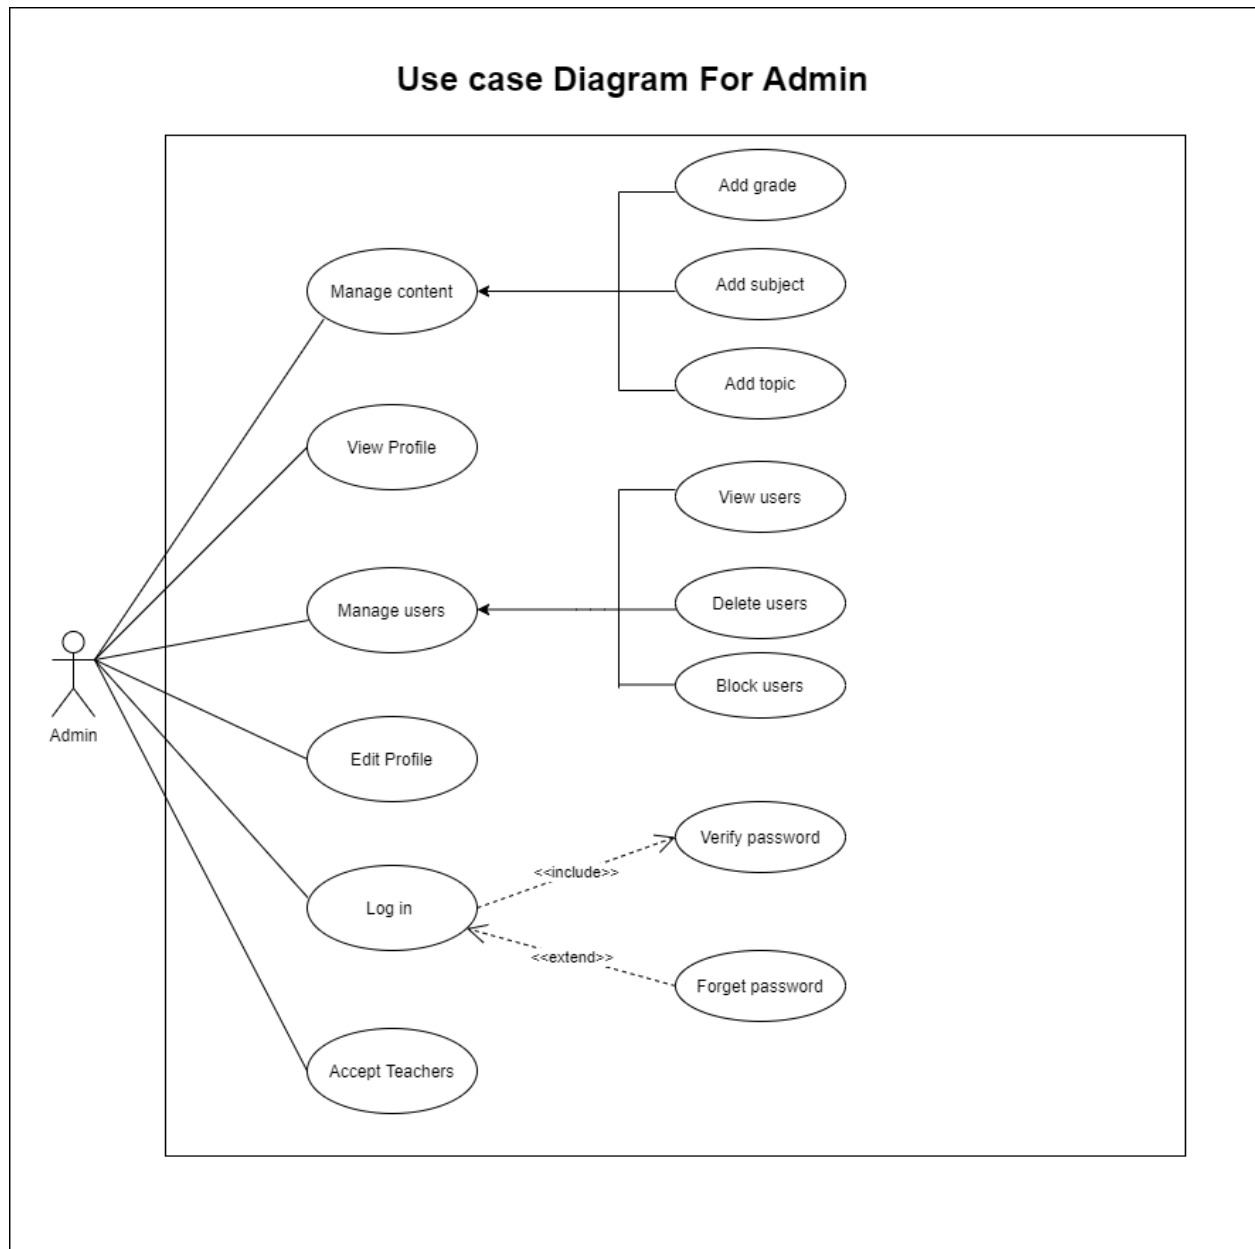 Use case Diagram For Admin
Add grade
Manage content
Add subject
Add topic
View Profile
View users
Manage users
Delete users
Block users
Admin
Edit Profile
Verify password
<<include>>
Log in
<<extend>>
Forget password
Accept Teachers